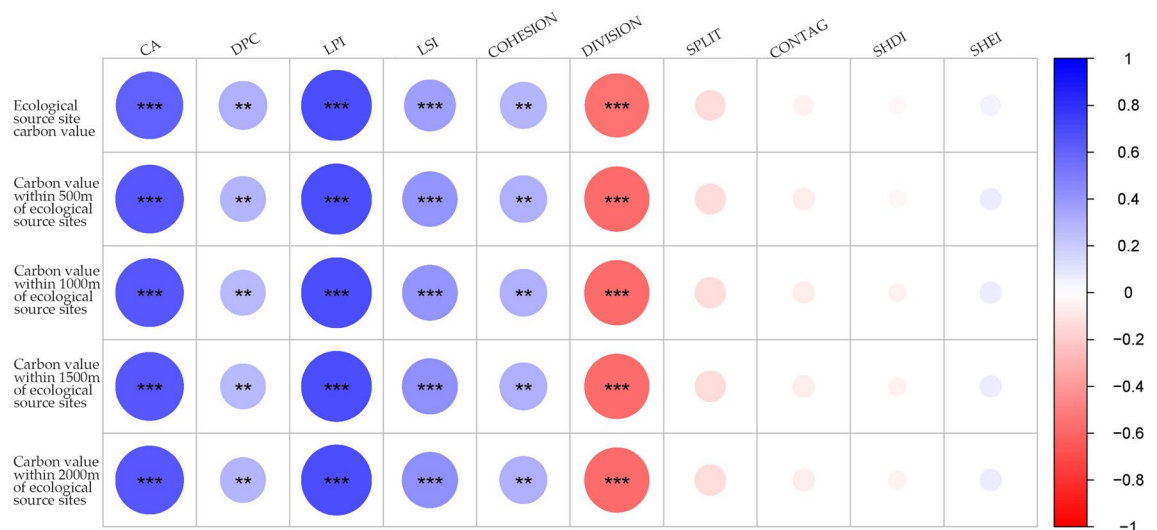 CA DPC LPI LSI COHESION DIVISION SPLIT CONTAG SHDI SHEI
Ecological
source site
carbon value
*** ** *** *** ** ***
Carbon value
within 500m
of ecological
source sites
*** ** *** *** ** ***
Carbon value
within 1000m
of ecological
source sites
*** ** *** *** ** ***
Carbon value
within 1500m
of ecological
source sites
*** ** *** *** ** ***
Carbon value
within 2000m
of ecological
source sites
*** ** *** *** ** ***
1
0.8
0.6
0.4
0.2
0
−0.2
−0.4
−0.6
−0.8
−1